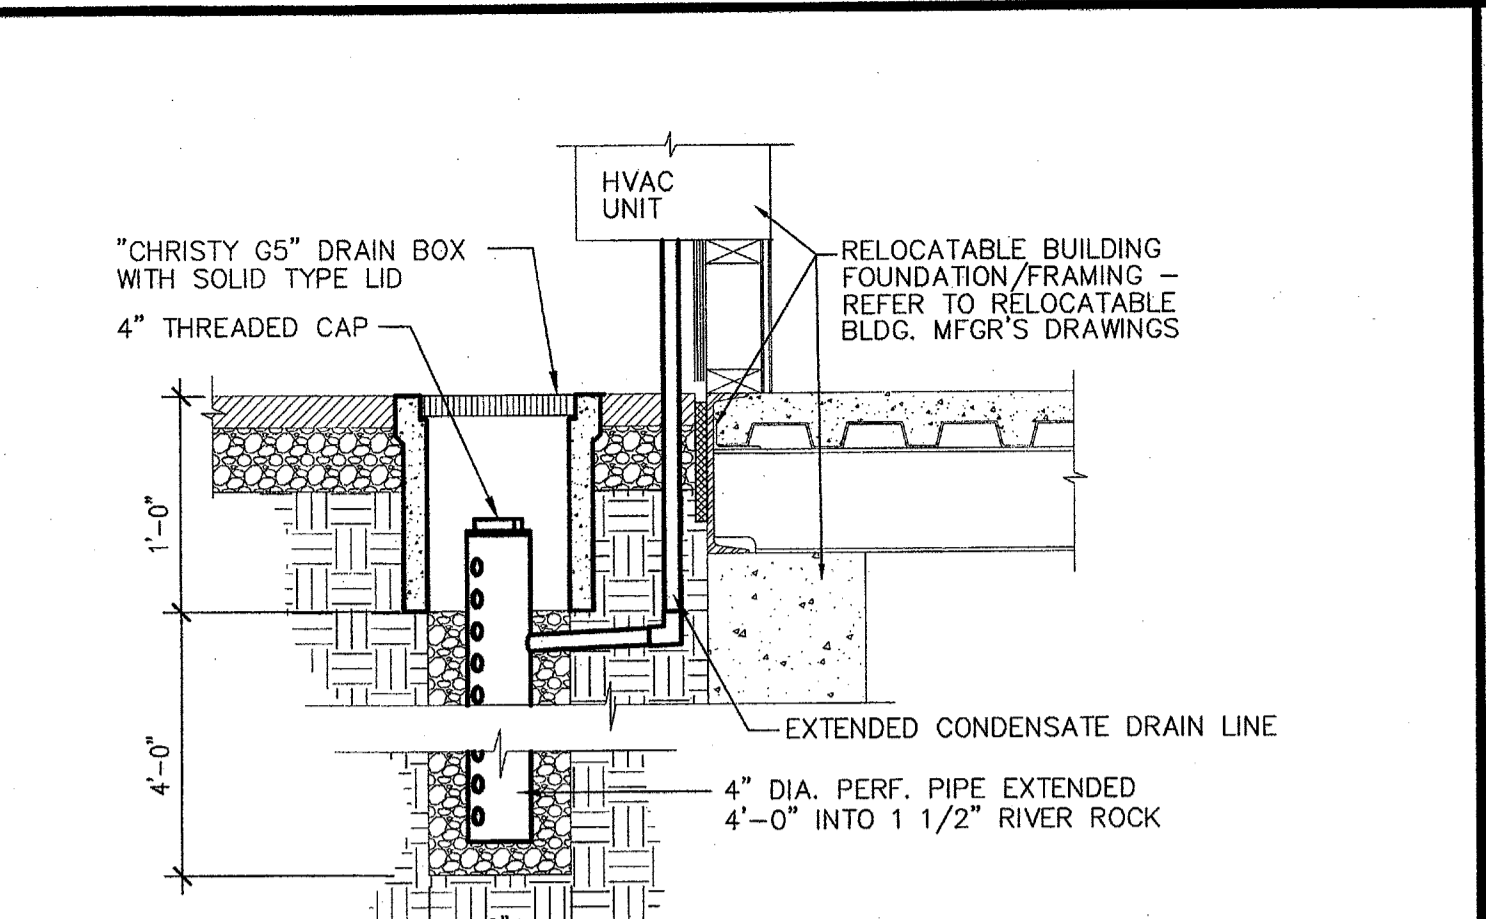 HVAC
UNIT
"CHRISTY G5" DRAIN BOX
WITH SOLID TYPE LID
4" THREADED CAP
RELOCATABLE BUILDING
FOUNDATION/FRAMING –
REFER TO RELOCATABLE
BLDG. MFGR'S DRAWINGS
1'-0"
4'-0"
EXTENDED CONDENSATE DRAIN LINE
4" DIA. PERF. PIPE EXTENDED
4'-0" INTO 1 1/2" RIVER ROCK